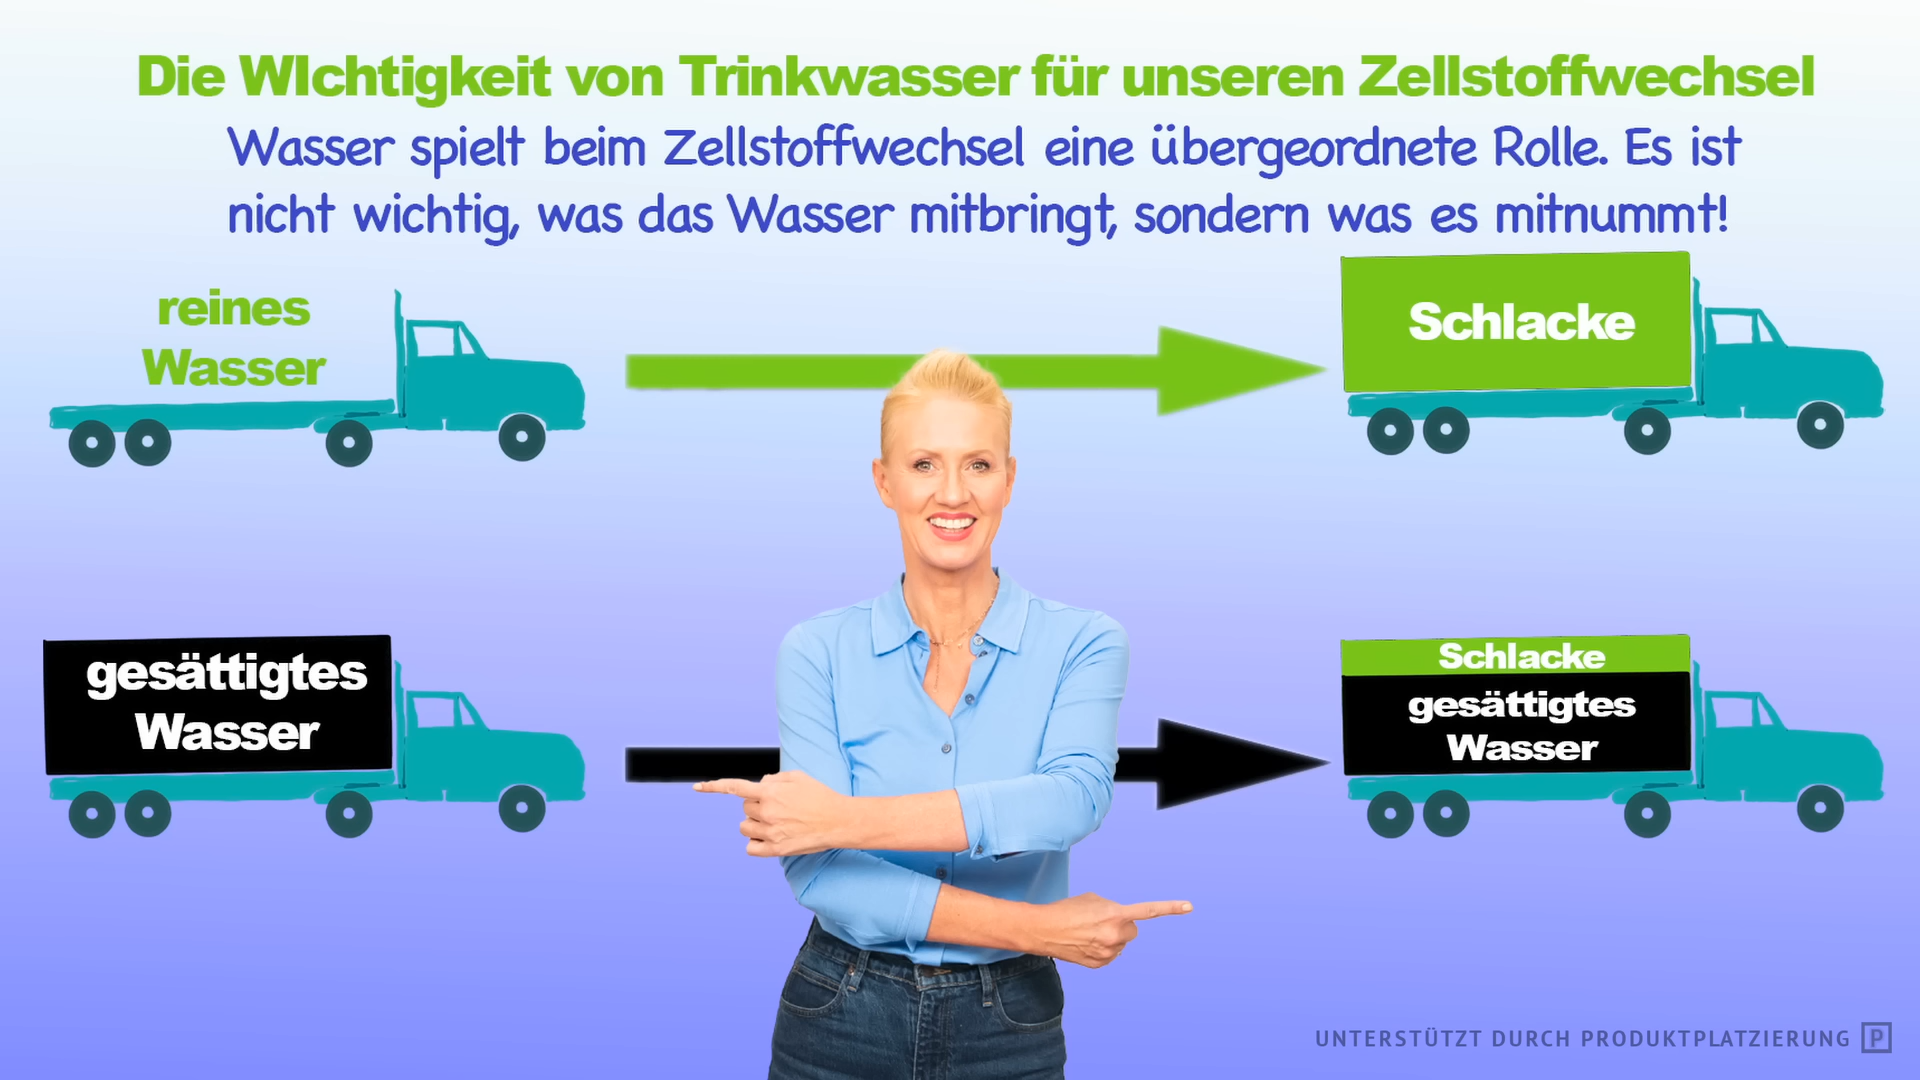 Die WIchtigkeit von Trinkwasser für unseren Zellstoffwechsel
Wasser spielt beim Zellstoffwechsel eine übergeordnete Rolle. Es ist
nicht wichtig, was das Wasser mitbringt, sondern was es mitnummt!
reines
Wasser
Schlacke
gesättigtes
Wasser
Schlacke
gesättigtes
Wasser
UNTERSTÜTZT DURCH PRODUKTPLATZIERUNG P